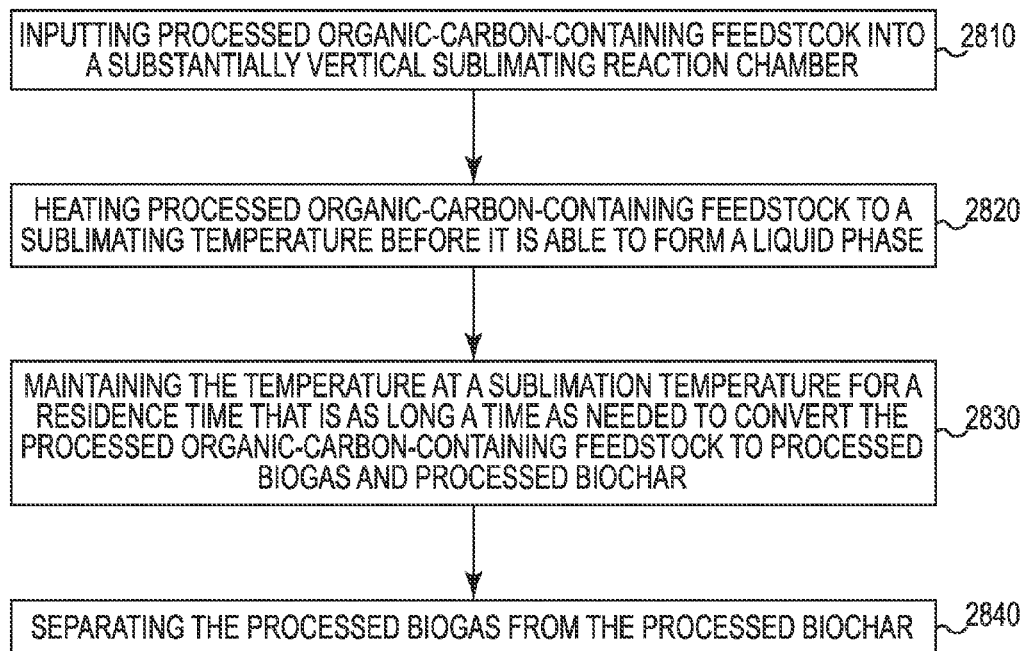 INPUTTING PROCESSED ORGANIC-CARBON-CONTAINING FEEDSTCOK INTO
A SUBSTANTIALLY VERTICAL SUBLIMATING REACTION CHAMBER
2810
HEATING PROCESSED ORGANIC-CARBON-CONTAINING FEEDSTOCK TO A
SUBLIMATING TEMPERATURE BEFORE IT IS ABLE TO FORM A LIQUID PHASE
2820
MAINTAINING THE TEMPERATURE AT A SUBLIMATION TEMPERATURE FOR A
RESIDENCE TIME THAT IS AS LONG A TIME AS NEEDED TO CONVERT THE
PROCESSED ORGANIC-CARBON-CONTAINING FEEDSTOCK TO PROCESSED
BIOGAS AND PROCESSED BIOCHAR
2830
SEPARATING THE PROCESSED BIOGAS FROM THE PROCESSED BIOCHAR
2840